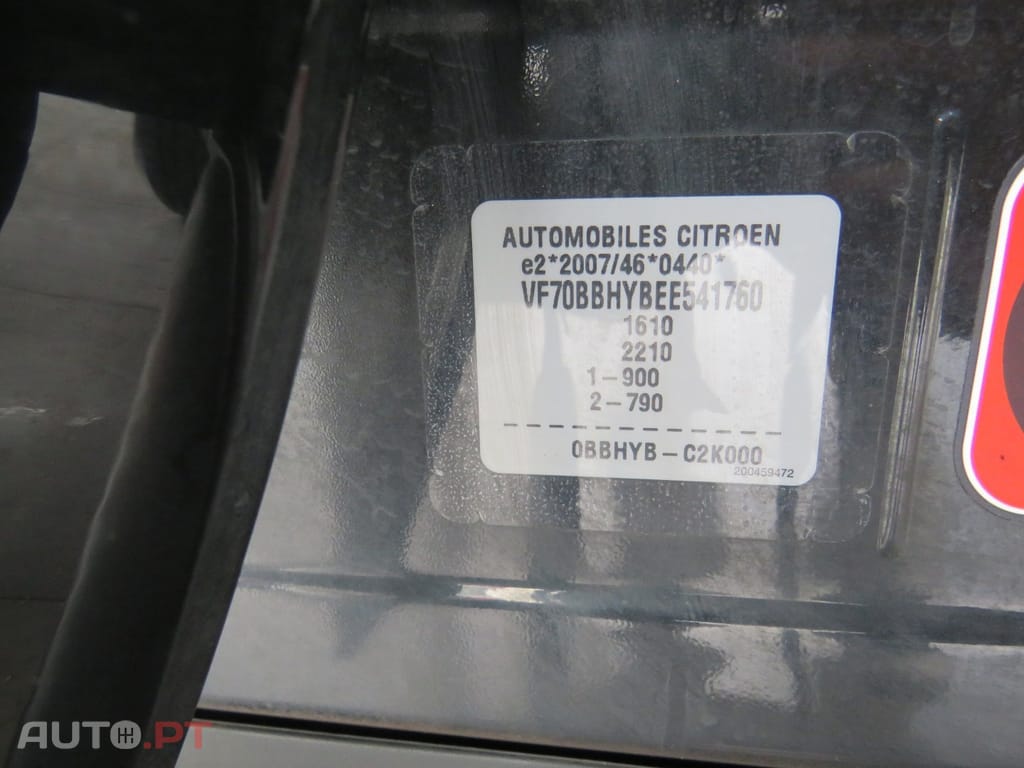 AUTOMOBILES CITROEN
e2*2007/46*0440*
VF70BBHYBEE541760
1610
2210
1-900
2-790
0BBHYB-C2K000
200459472
AUTO.PT